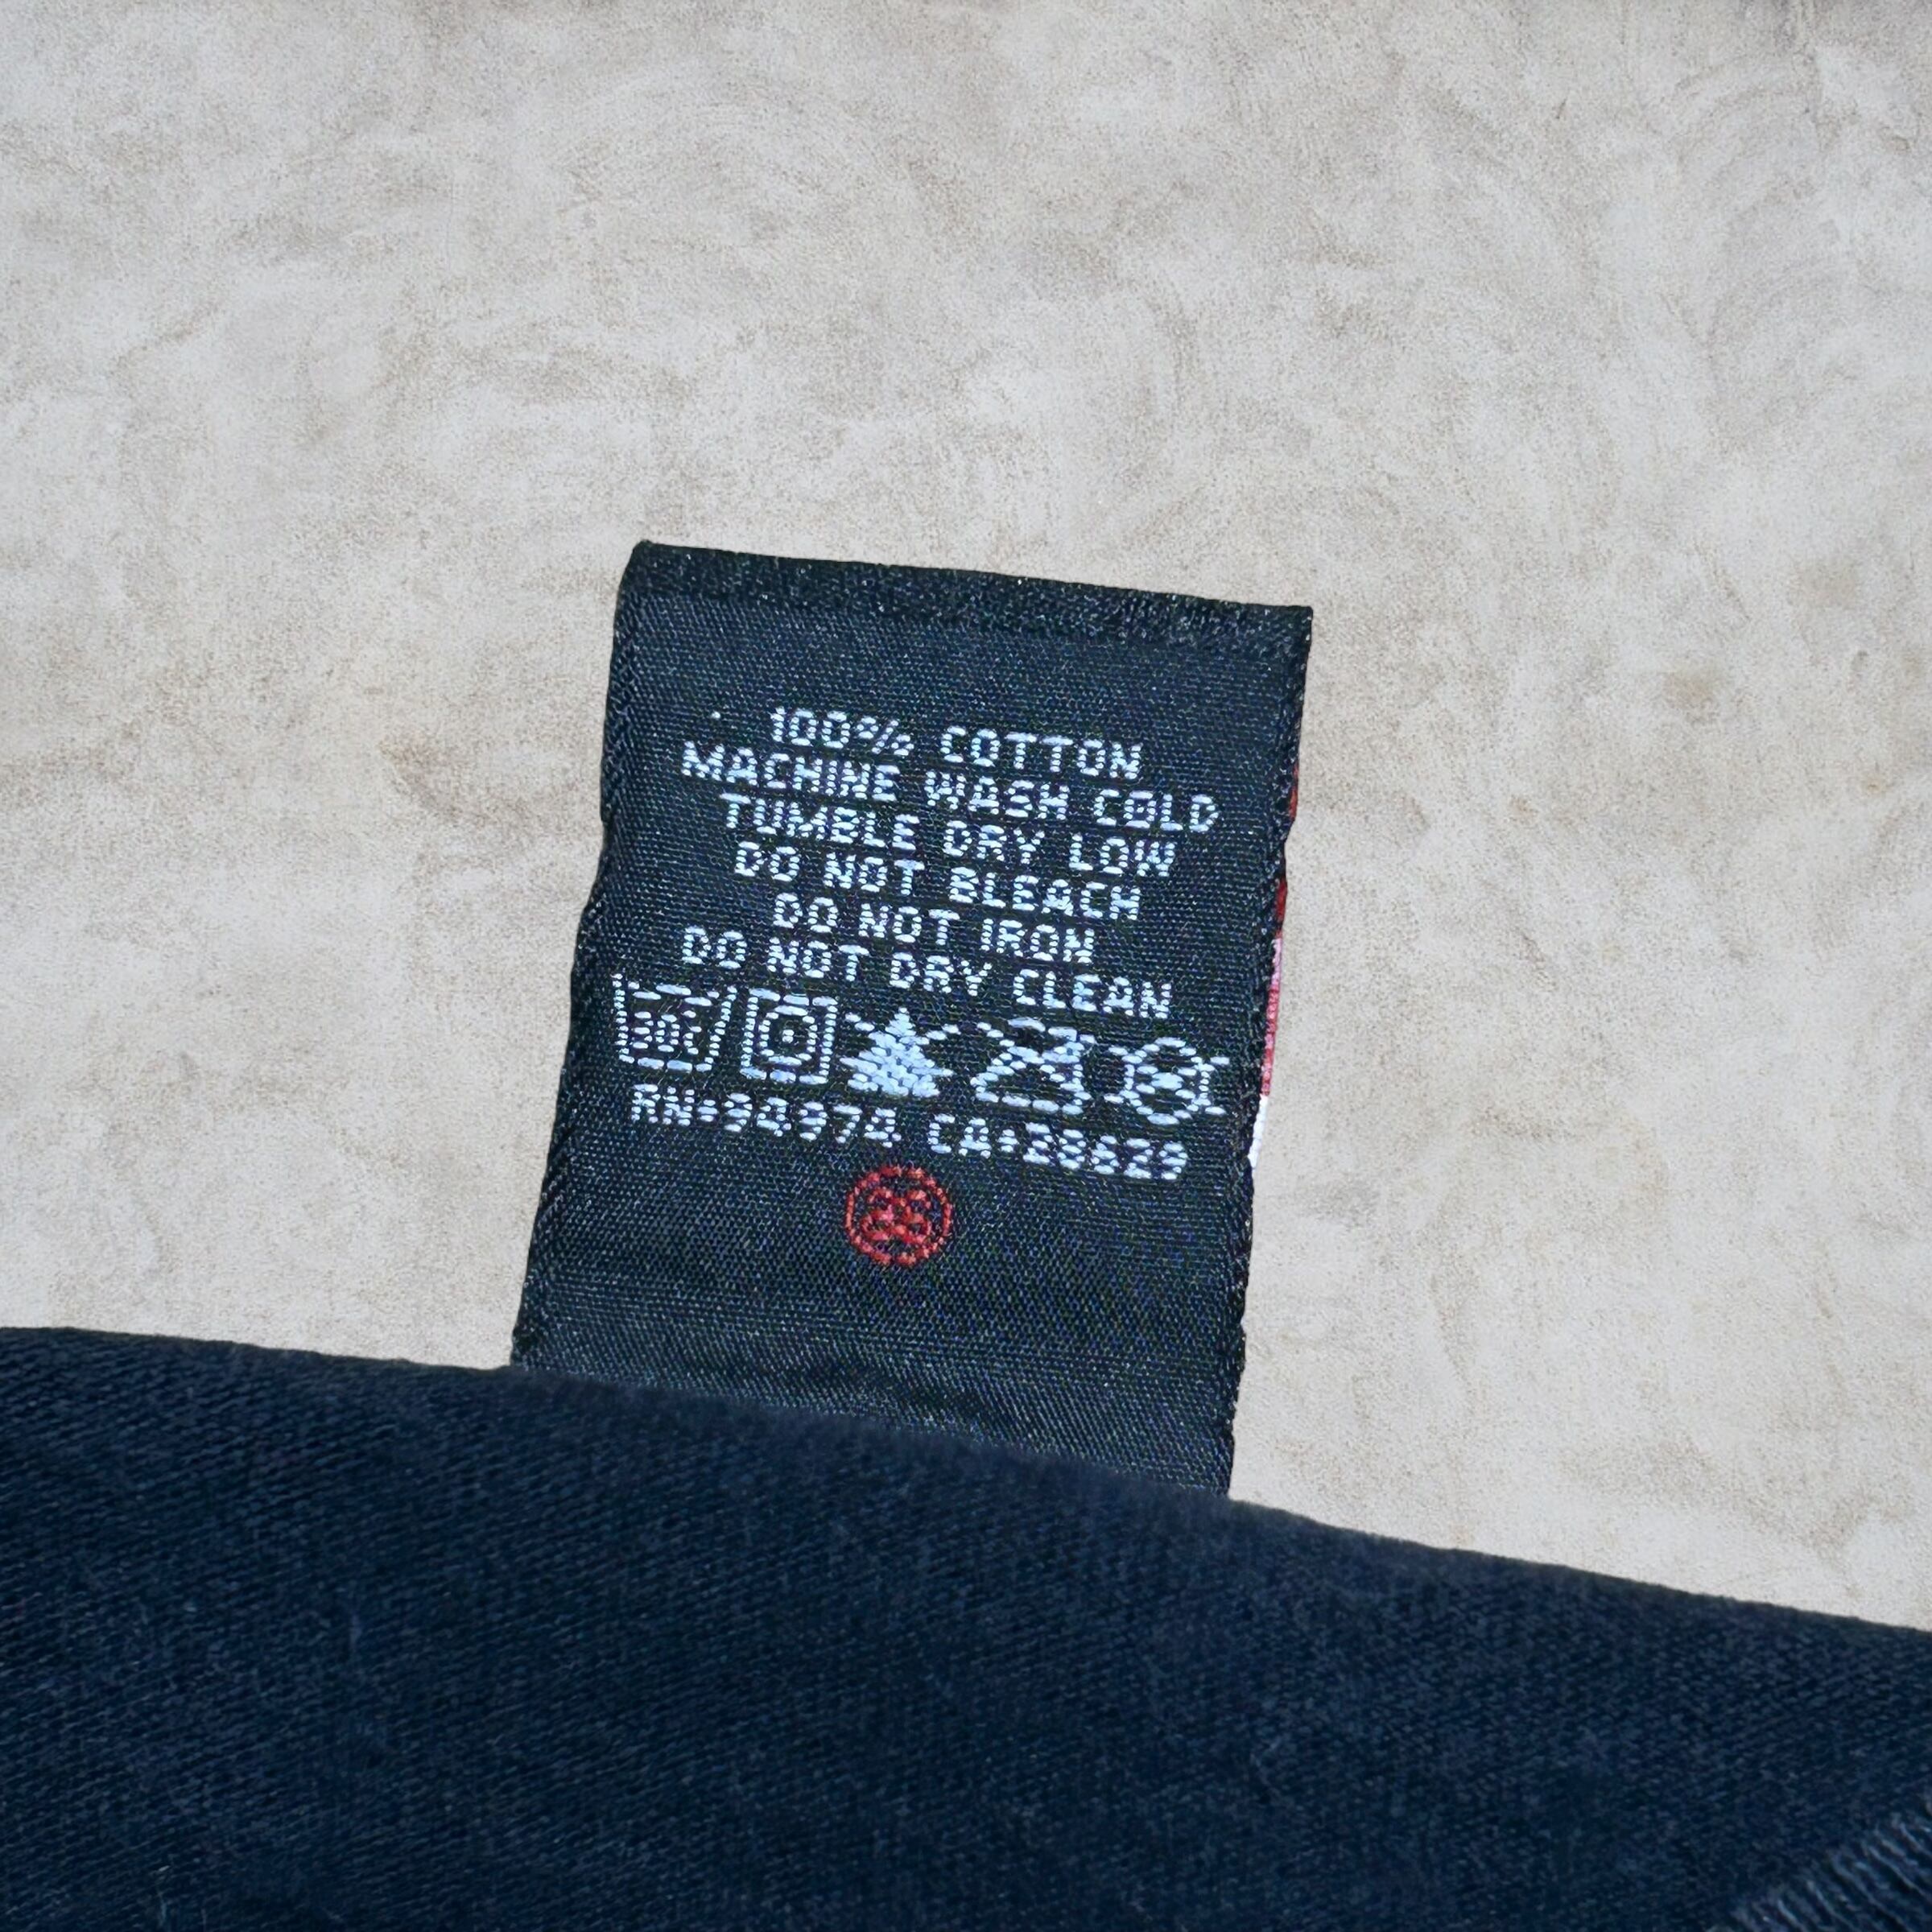 100% COTTON
MACHINE WASH COLD
TUMBLE DRY LOW
DO NOT BLEACH
DO NOT IRON
DO NOT DRY CLEAN
30C
RN#94974 CA#28629